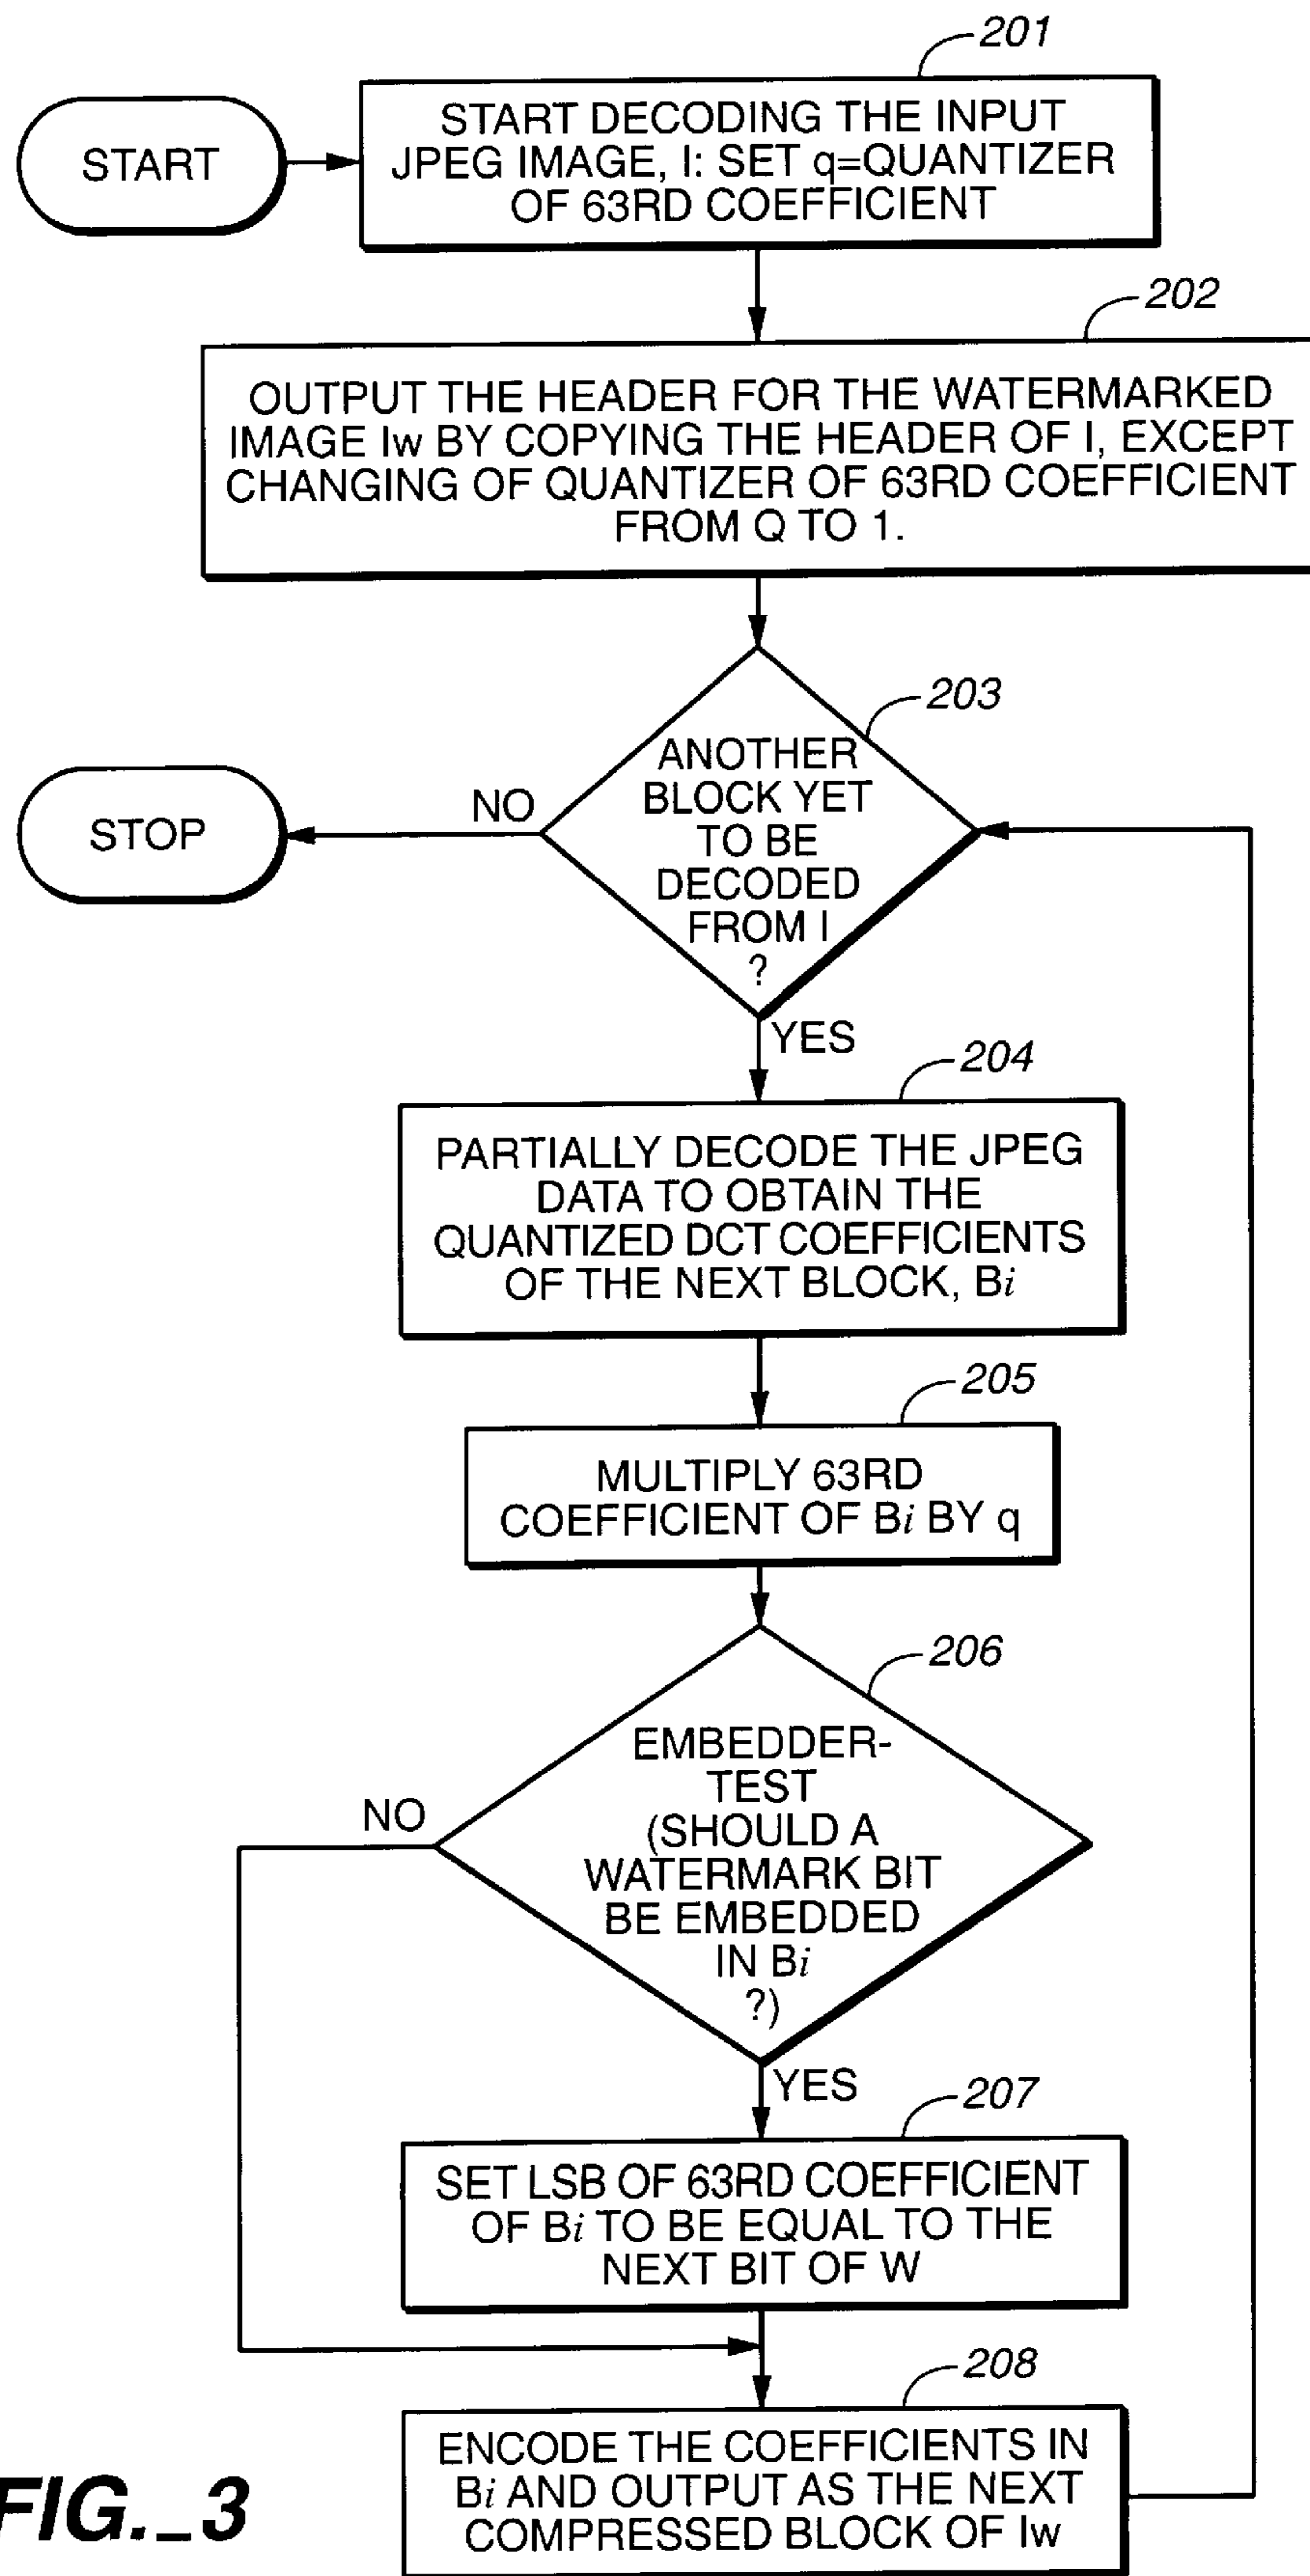 201
START
START DECODING THE INPUT
JPEG IMAGE, I: SET q=QUANTIZER
OF 63RD COEFFICIENT
202
OUTPUT THE HEADER FOR THE WATERMARKED
IMAGE Iw BY COPYING THE HEADER OF I, EXCEPT
CHANGING OF QUANTIZER OF 63RD COEFFICIENT
FROM Q TO 1.
203
ANOTHER
BLOCK YET
TO BE
DECODED
FROM I
?
NO
STOP
YES
204
PARTIALLY DECODE THE JPEG
DATA TO OBTAIN THE
QUANTIZED DCT COEFFICIENTS
OF THE NEXT BLOCK, Bi
205
MULTIPLY 63RD
COEFFICIENT OF Bi BY q
206
EMBEDDER-
TEST
(SHOULD A
WATERMARK BIT
BE EMBEDDED
IN Bi
?)
NO
YES
207
SET LSB OF 63RD COEFFICIENT
OF Bi TO BE EQUAL TO THE
NEXT BIT OF W
208
ENCODE THE COEFFICIENTS IN
Bi AND OUTPUT AS THE NEXT
COMPRESSED BLOCK OF Iw
FIG._3